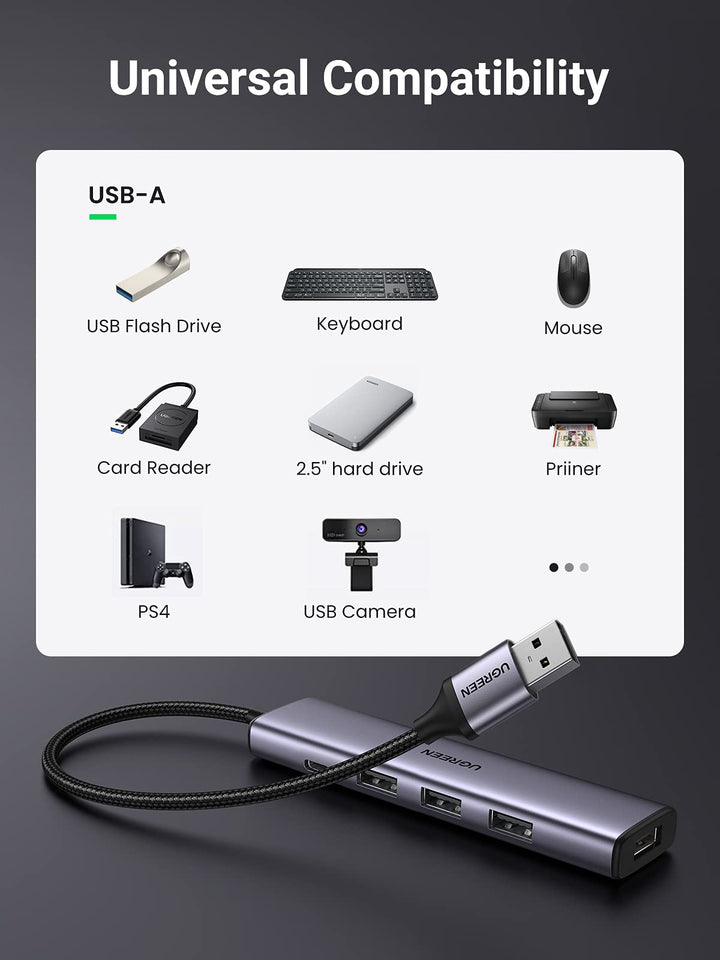 Universal Compatibility
USB-A
USB Flash Drive
Keyboard
Mouse
UGREEN
Card Reader
2.5" hard drive
Priiner
PS4
USB Camera
UGREEN
UGREEN